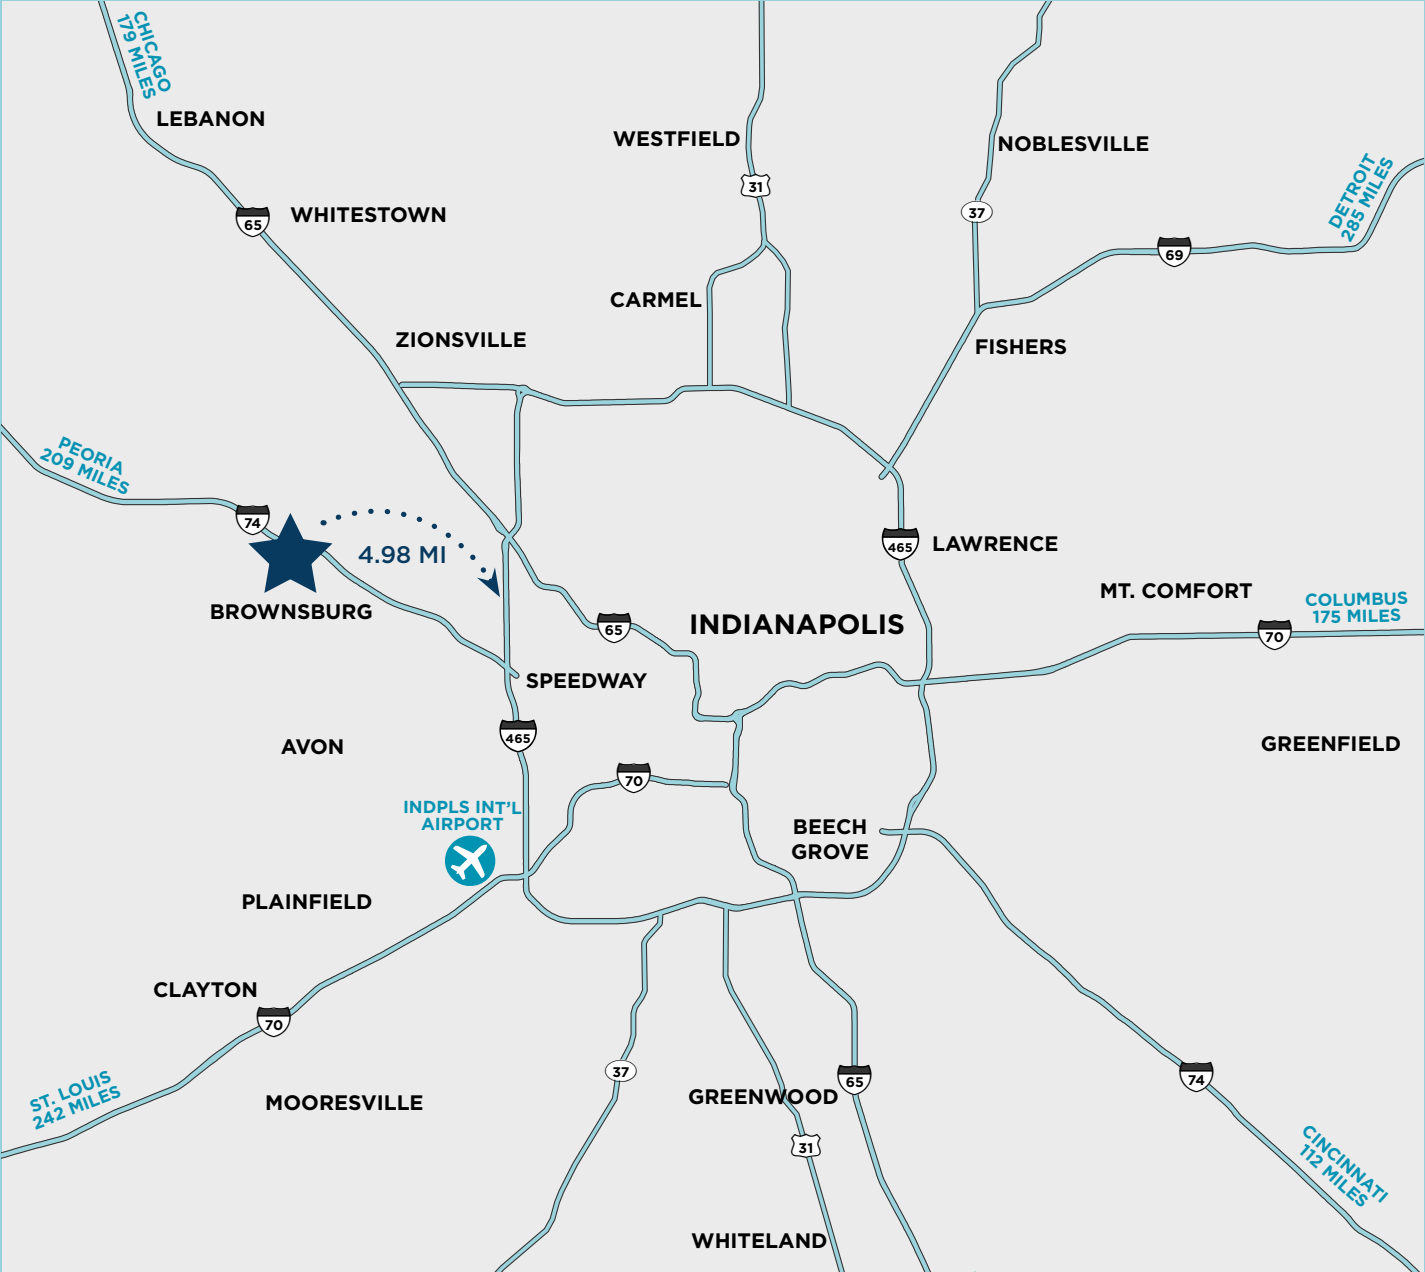 CHICAGO
179 MILES
LEBANON
WESTFIELD
NOBLESVILLE
31
DETROIT
285 MILES
65
WHITESTOWN
37
69
CARMEL
ZIONSVILLE
FISHERS
PEORIA
209 MILES
74
4.98 MI
465
LAWRENCE
MT. COMFORT
COLUMBUS
175 MILES
BROWNSBURG
65
INDIANAPOLIS
70
SPEEDWAY
465
AVON
GREENFIELD
70
INDPLS INT'L
AIRPORT
BEECH
GROVE
PLAINFIELD
CLAYTON
70
37
65
74
ST. LOUIS
242 MILES
MOORESVILLE
GREENWOOD
31
CINCINNATI
112 MILES
WHITELAND